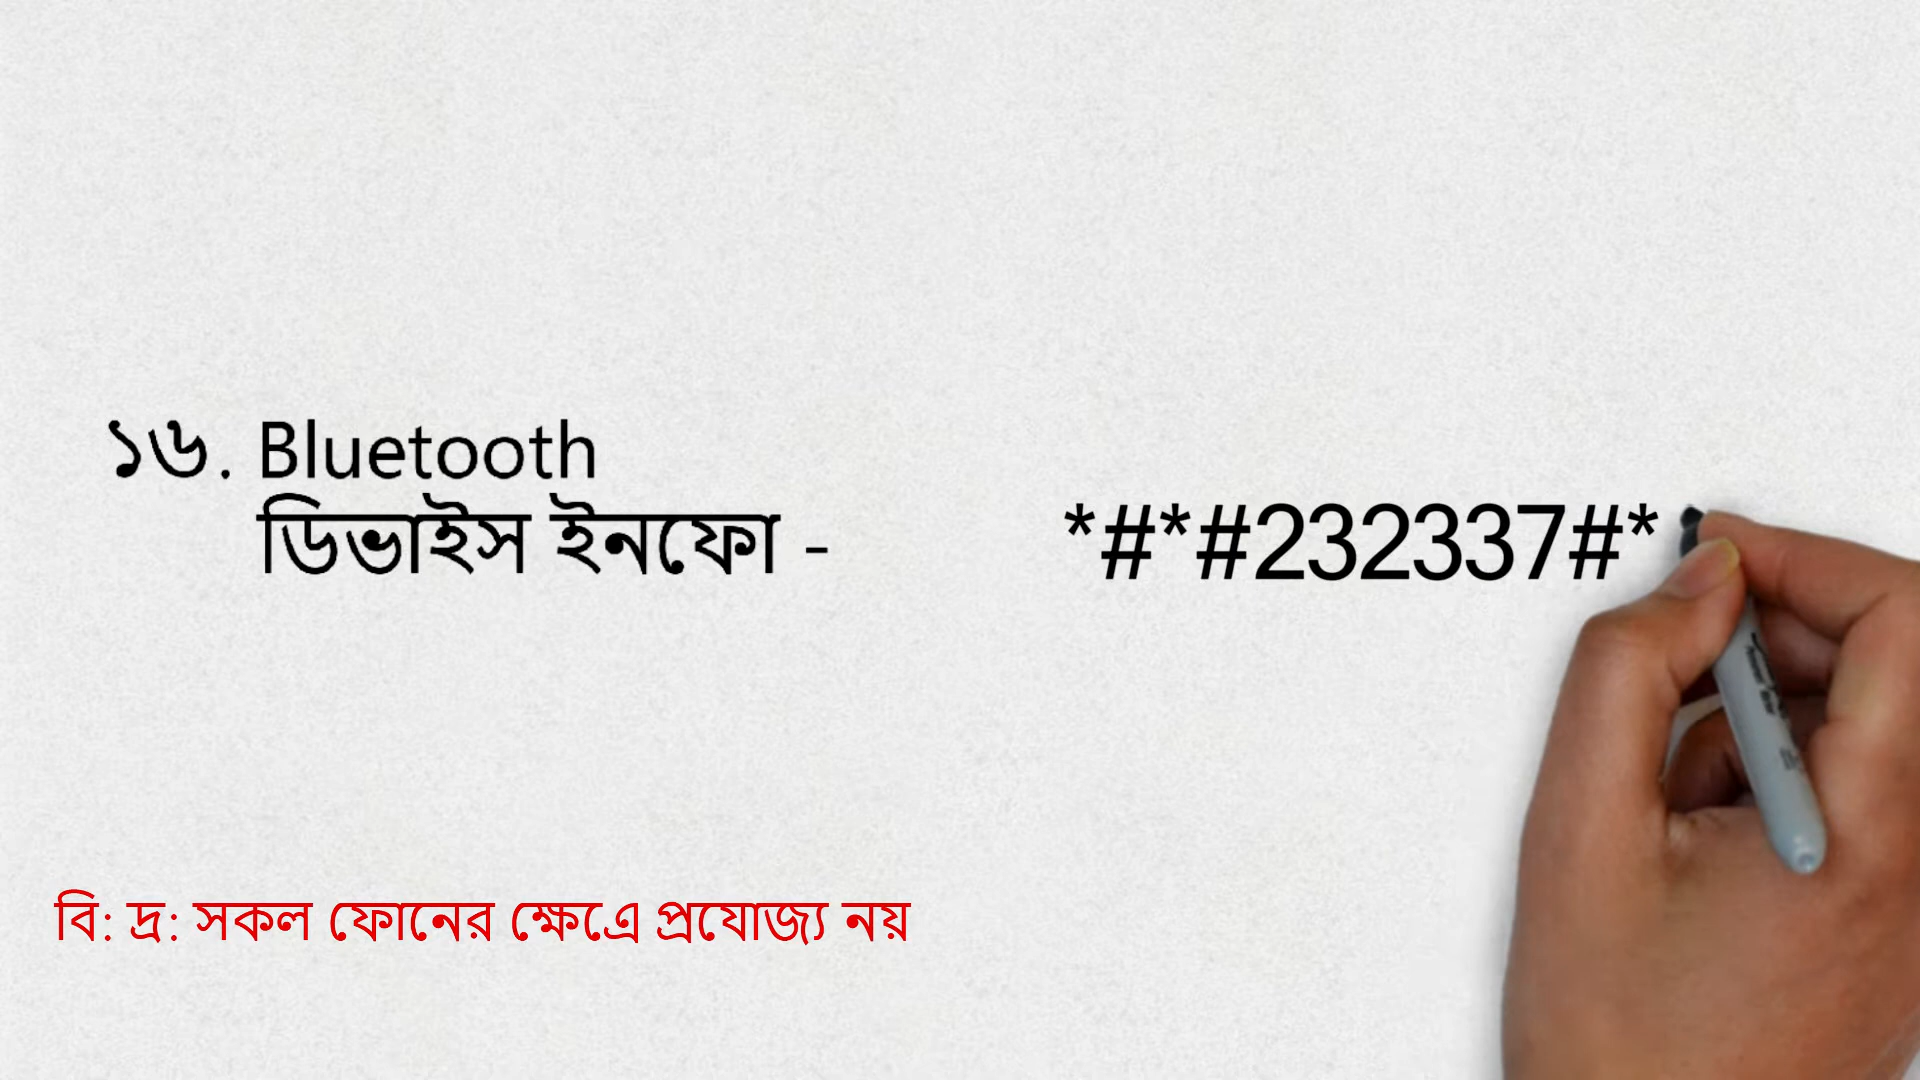 ১৬. Bluetooth
ডিভাইস ইনফো - *#*#232337#*
বি: দ্র: সকল ফোনের ক্ষেএে প্রযোজ্য নয়